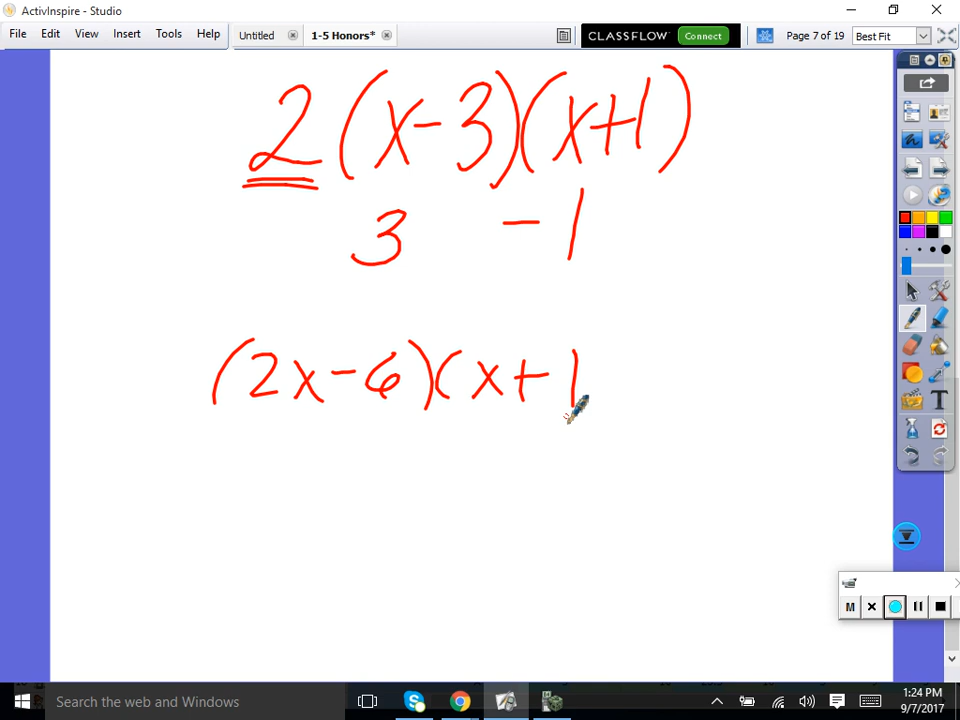 ActivInspire - Studio
File Edit View Insert Tools Help Untitled 1-5 Honors* CLASSFLOW Connect Page 7 of 19 Best Fit
2 (x-3)(x+1)
3 -1
(2x-6)(x+1
T
M
Search the web and Windows
1:24 PM
9/7/2017